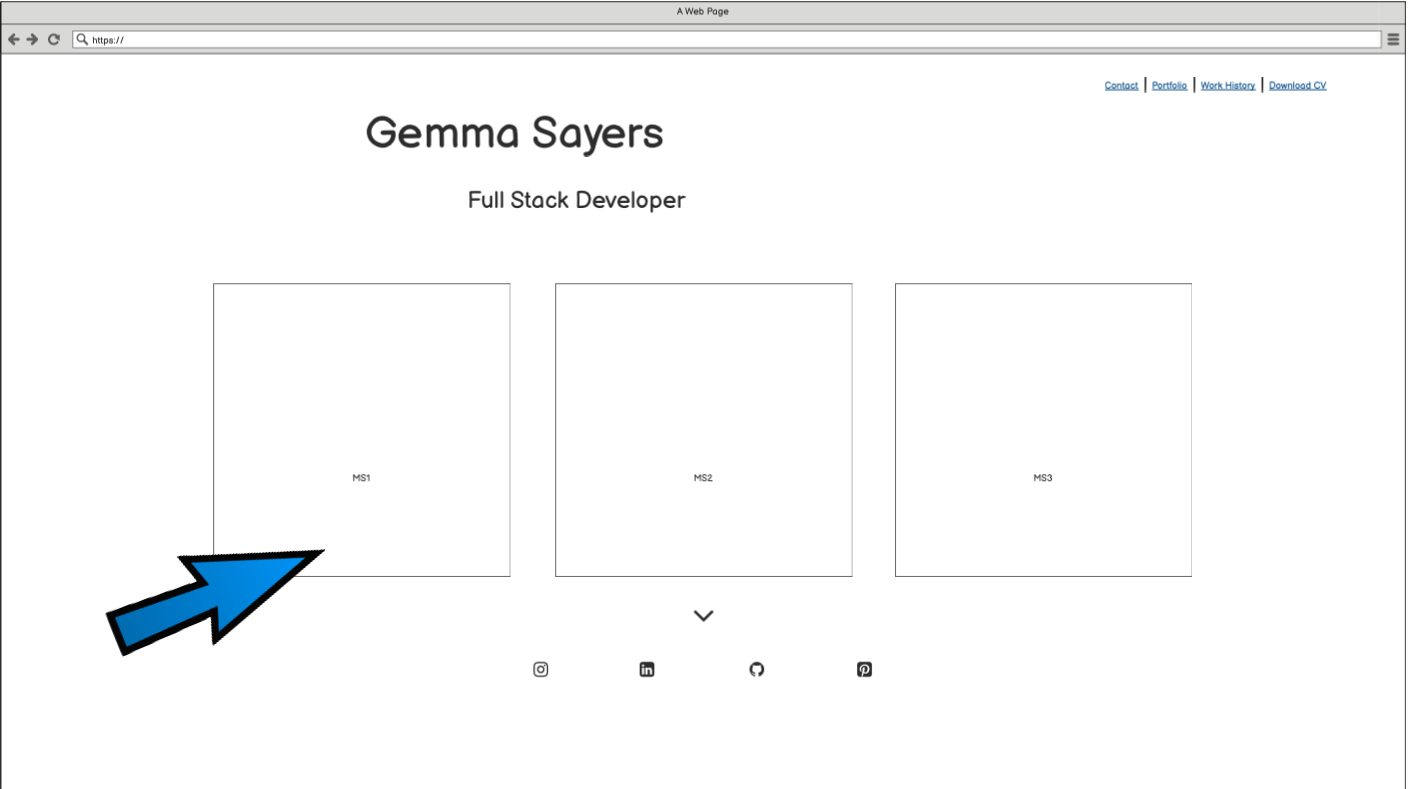 A Web Page
https://
Contact | Portfolio | Work History | Download CV
Gemma Sayers
Full Stack Developer
MS1 MS2 MS3